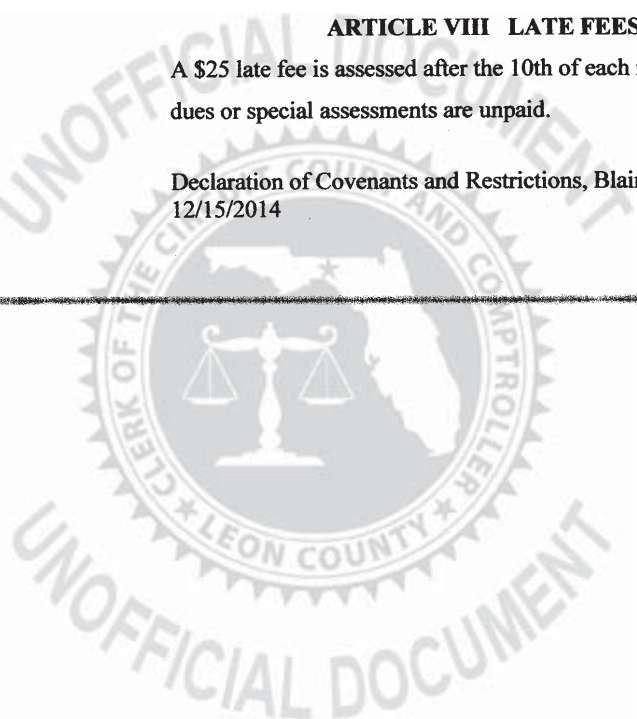 ARTICLE VIII LATE FEES
A $25 late fee is assessed after the 10th of each
dues or special assessments are unpaid.
Declaration of Covenants and Restrictions,
12/15/2014
UNOFFICIAL DOCUMENT
CLERK OF THE CIRCUIT COURT AND COMPTROLLER
LEON COUNTY
UNOFFICIAL DOCUMENT